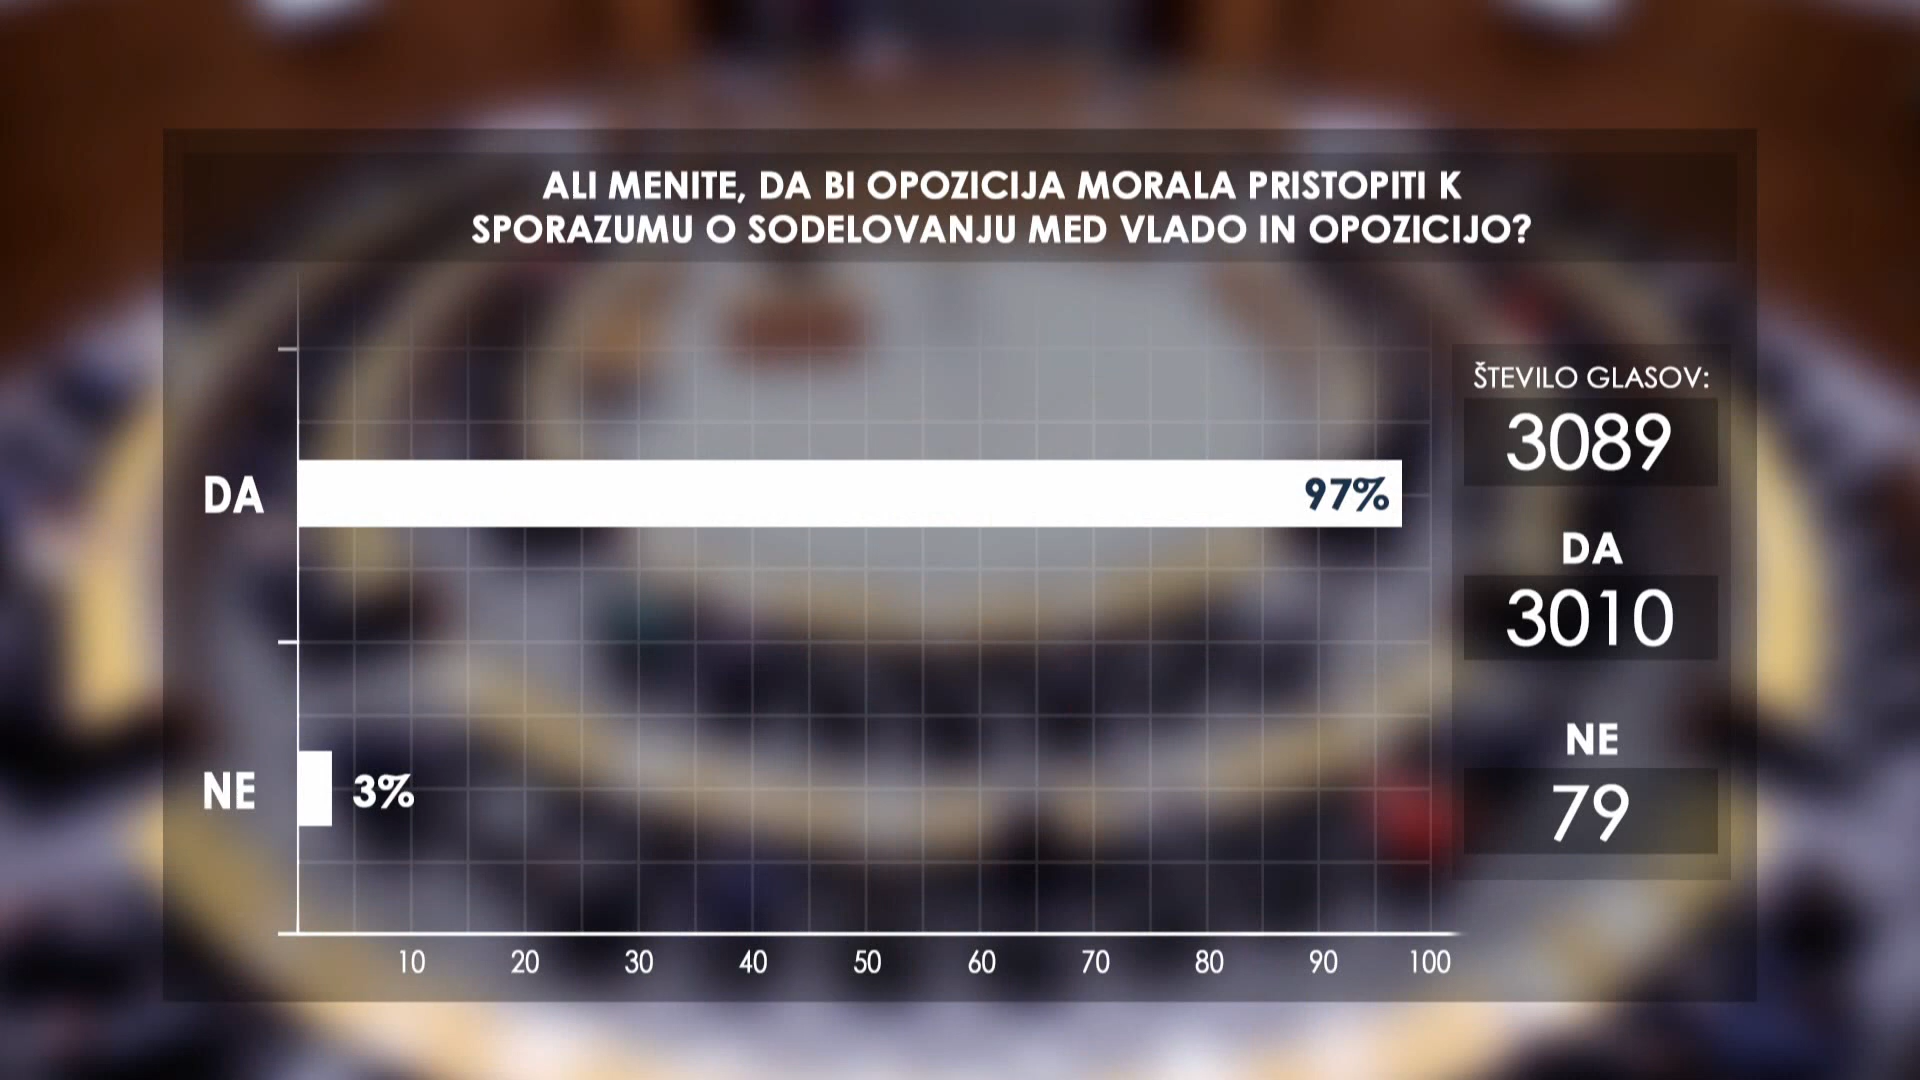 ALI MENITE, DA BI OPOZICIJA MORALA PRISTOPITI K
SPORAZUMU O SODELOVANJU MED VLADO IN OPOZICIJO?
DA
97%
NE
3%
10 20 30 40 50 60 70 80 90 100
ŠTEVILO GLASOV:
3089
DA
3010
NE
79